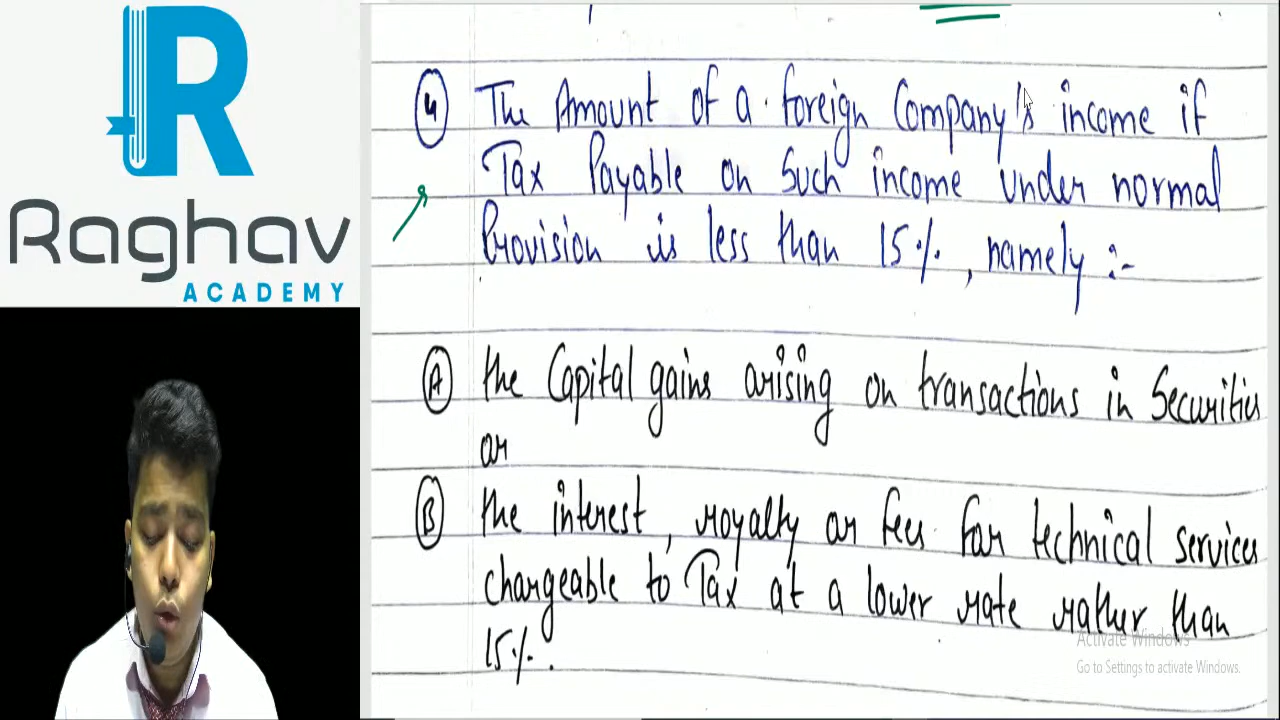 R
Raghav
ACADEMY
4 The Amount of a foreign Company's income if
Tax Payable on Such income under normal
Provision is less than 15%, namely :-
A the Capital gains arising on transactions in Securities
or
B the interest, royalty or fees for technical services
chargeable to Tax at a lower rate rather than
15%.
Activate Windows
Go to Settings to activate Windows.